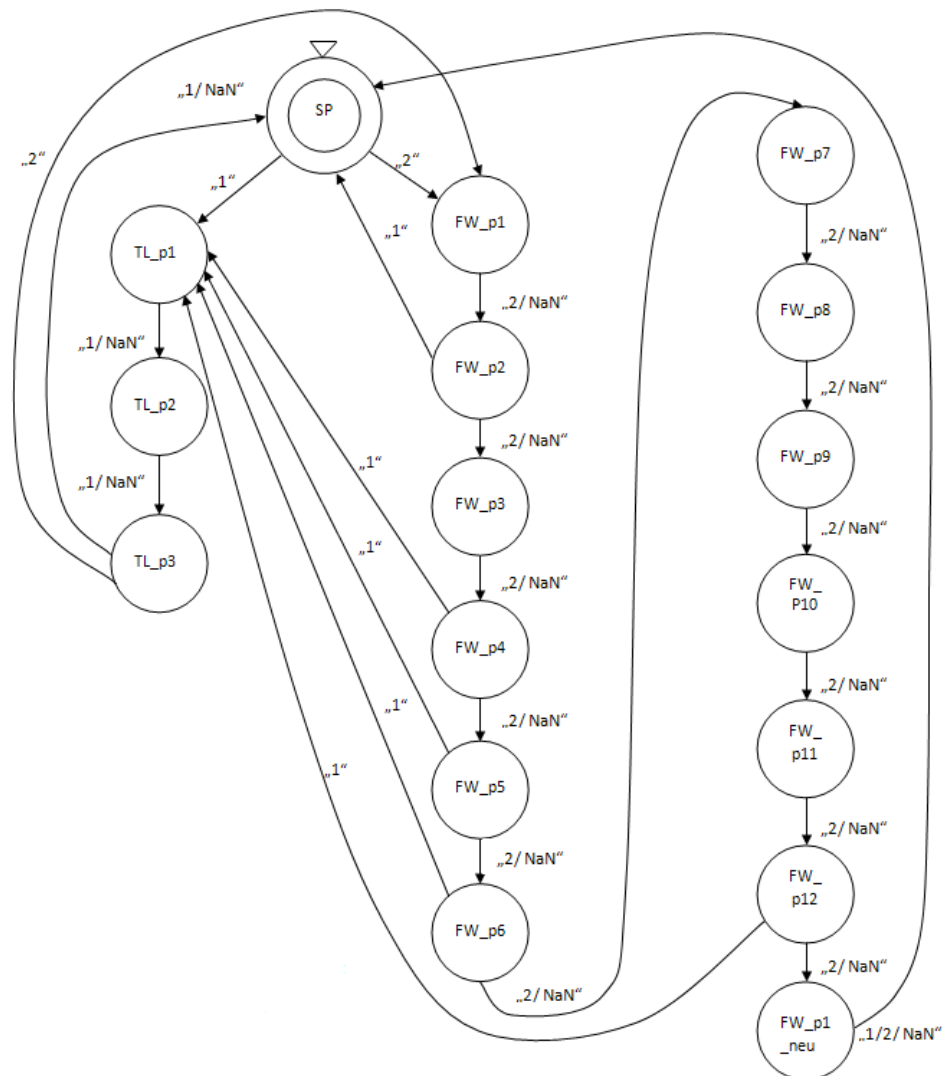 „1/ NaN“
SP
„2“
„1“
„2“
FW_p7
TL_p1
„1“
FW_p1
„2/ NaN“
„2/ NaN“
„1/ NaN“
FW_p8
FW_p2
„2/ NaN“
TL_p2
„2/ NaN“
„1“
FW_p9
„1/ NaN“
FW_p3
„2/ NaN“
„1“
TL_p3
„2/ NaN“
FW_
P10
FW_p4
„2/ NaN“
„1“
„2/ NaN“
FW_
p11
„1“
FW_p5
„2/ NaN“
„2/ NaN“
FW_
p12
FW_p6
„2/ NaN“
„2/ NaN“
FW_p1
_neu
„1/2/ NaN“